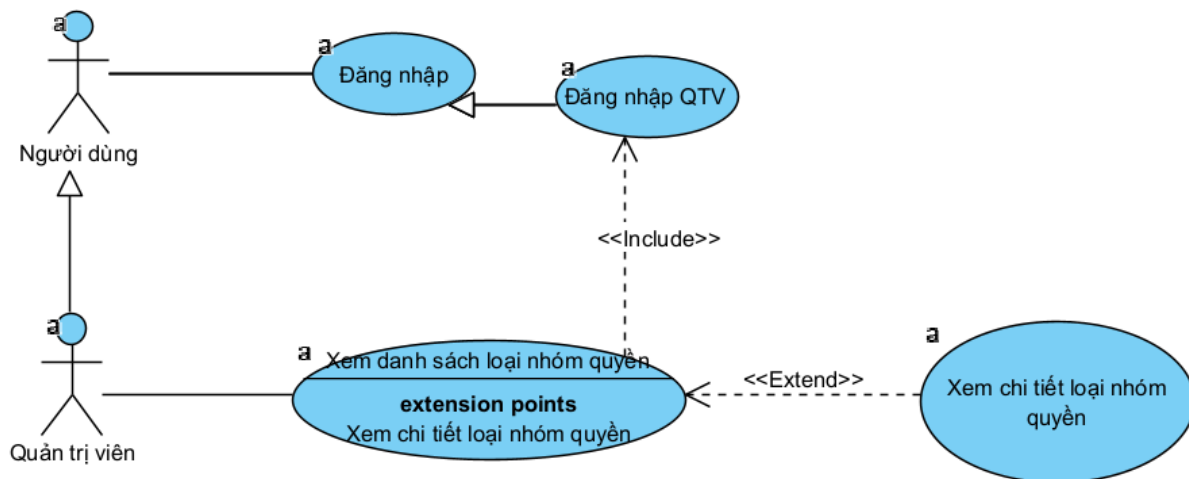 a
a
Đăng nhập
a
Đăng nhập QTV
Người dùng
<<Include>>
a
a
Xem danh sách loại nhóm quyền
extension points
Xem chi tiết loại nhóm quyền
<<Extend>>
a
Xem chi tiết loại nhóm
quyền
Quản trị viên